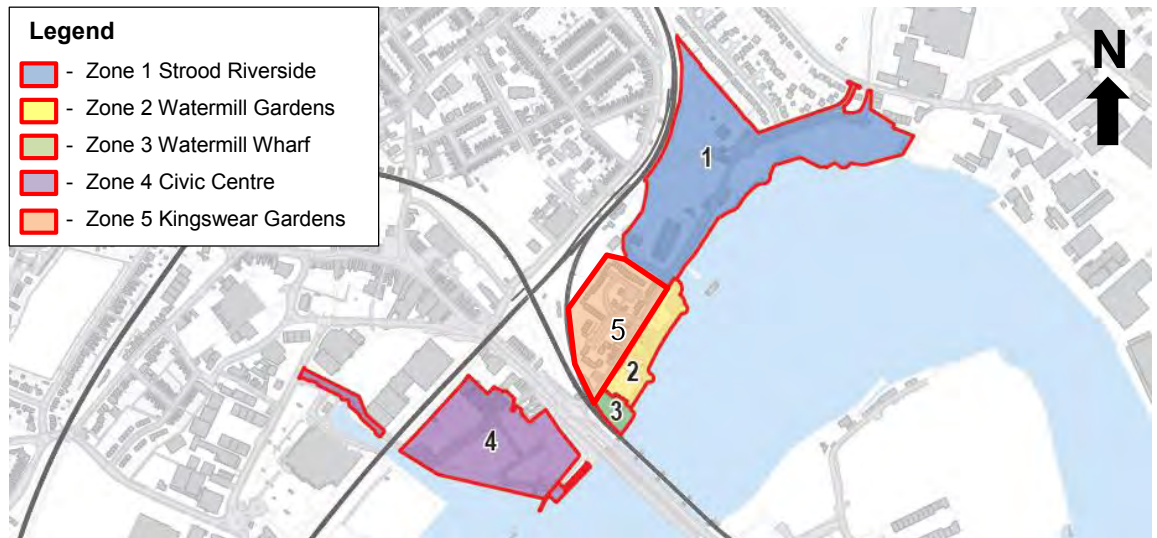 Legend
- Zone 1 Strood Riverside
- Zone 2 Watermill Gardens
- Zone 3 Watermill Wharf
- Zone 4 Civic Centre
- Zone 5 Kingswear Gardens
N
1
5
2
3
4